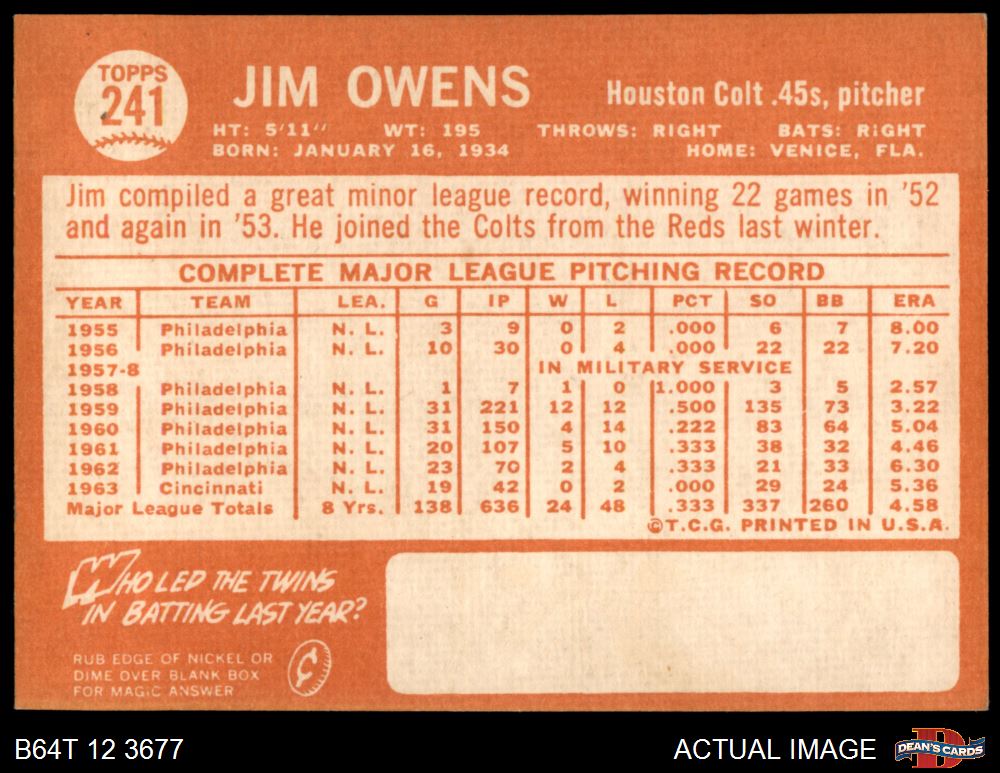 TOPPS
241
JIM OWENS
Houston Colt .45s, pitcher
HT: 5'11" WT: 195 THROWS: RIGHT BATS: RIGHT
BORN: JANUARY 16, 1934 HOME: VENICE, FLA.
Jim compiled a great minor league record, winning 22 games in '52
and again in '53. He joined the Colts from the Reds last winter.
COMPLETE MAJOR LEAGUE PITCHING RECORD
YEAR TEAM LEA. G IP W L PCT SO BB ERA
1955 Philadelphia N. L. 3 9 0 2 .000 6 7 8.00
1956 Philadelphia N. L. 10 30 0 4 .000 22 22 7.20
1957-8 IN MILITARY SERVICE
1958 Philadelphia N. L. 1 7 1 0 1.000 3 5 2.57
1959 Philadelphia N. L. 31 221 12 12 .500 135 73 3.22
1960 Philadelphia N. L. 31 150 4 14 .222 83 64 5.04
1961 Philadelphia N. L. 20 107 5 10 .333 38 32 4.46
1962 Philadelphia N. L. 23 70 2 4 .333 21 33 6.30
1963 Cincinnati N. L. 19 42 0 2 .000 29 24 5.36
Major League Totals 8 Yrs. 138 636 24 48 .333 337 260 4.58
©T.C.G. PRINTED IN U.S.A.
WHO LED THE TWINS
IN BATTING LAST YEAR?
RUB EDGE OF NICKEL OR
DIME OVER BLANK BOX
FOR MAGIC ANSWER
¢
B64T 12 3677
ACTUAL IMAGE
D
DEAN'S CARDS